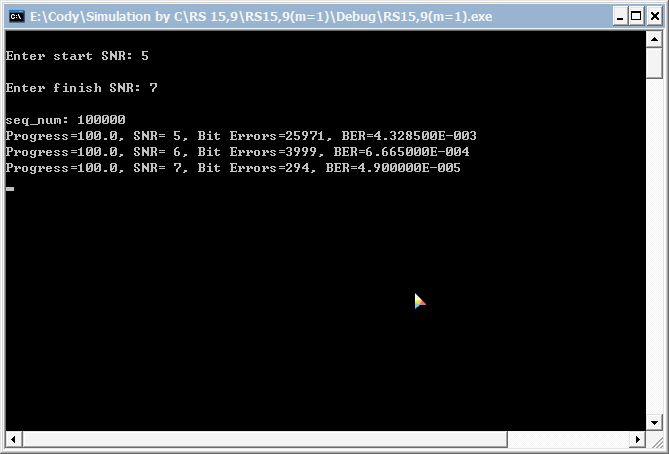 E:\Cody\Simulation by C\RS 15,9\RS15,9(m=1)\Debug\RS15,9(m=1).exe
Enter start SNR: 5
Enter finish SNR: 7
seq_num: 100000
Progress=100.0, SNR= 5, Bit Errors=25971, BER=4.328500E-003
Progress=100.0, SNR= 6, Bit Errors=3999, BER=6.665000E-004
Progress=100.0, SNR= 7, Bit Errors=294, BER=4.900000E-005